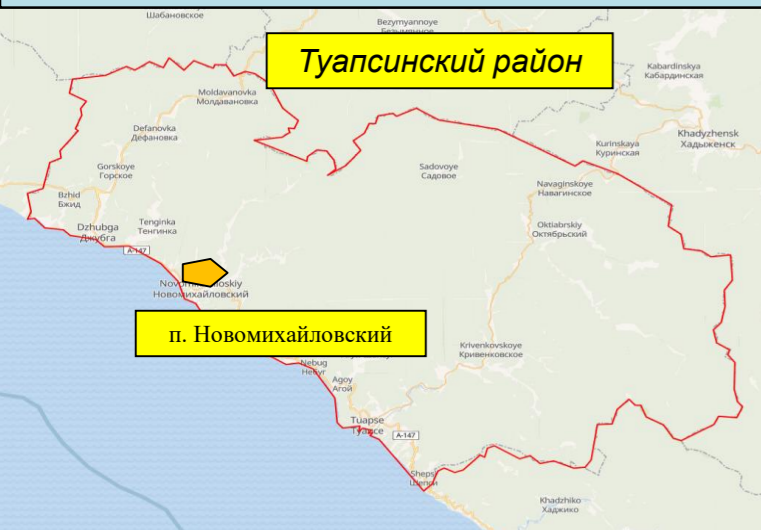 Шабановское
Bezymyannoye
Туапсинский район
Kabardinskaya
Кабардинская
Moldavanovka
Молдавановка
Defanovka
Дефановка
Khadyzhensk
Хадыженск
Kurinskaya
Куринская
Gorskoye
Горское
Sadovoye
Садовое
Navaginskoye
Навагинское
Bzhid
Бжид
Tenginka
Тенгинка
Dzhubga
Джубга
Oktiabrskiy
Октябрьский
A-147
Новомихайловский
п. Новомихайловский
Krivenkovskoye
Кривенковское
Nebug
Небуг
Agoy
Агой
Tuapse
Туапсе
A-147
Shepsi
Шепси
Khadzhiko
Хаджико